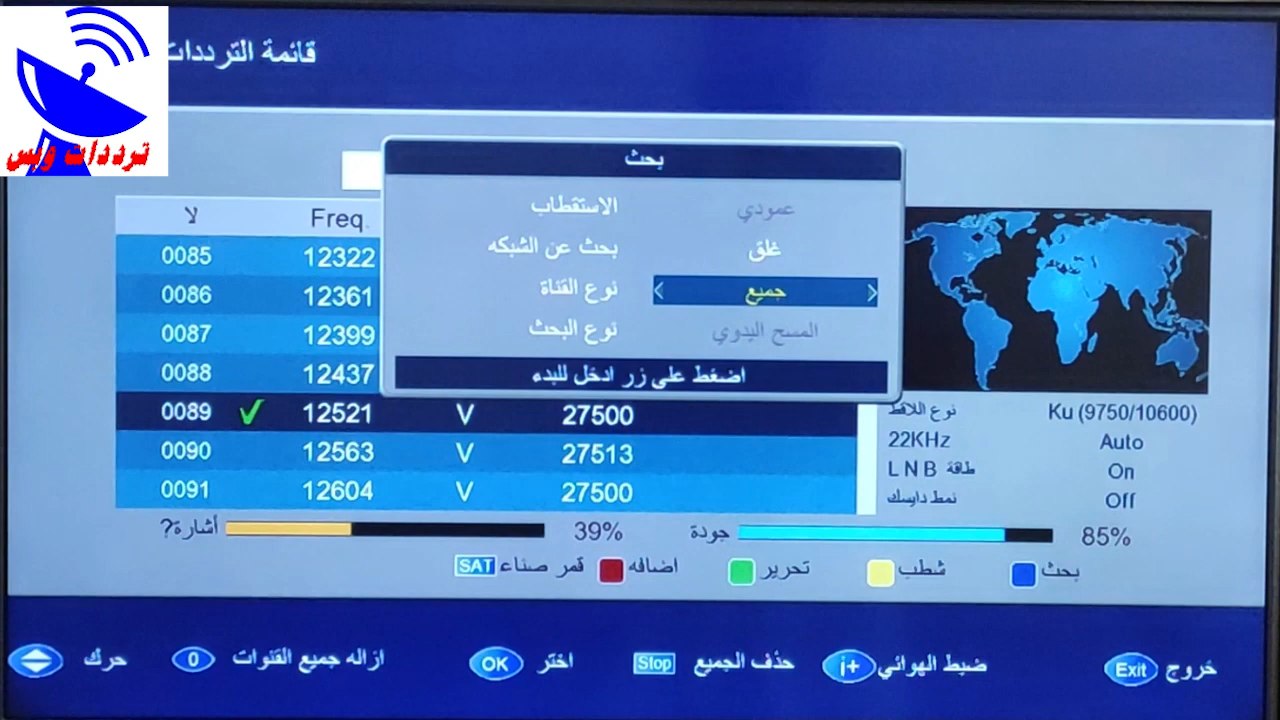 قائمة الترددات
ترددات ويس
بحث
الاستقطاب عمودي
بحث عن الشبكه غلق
نوع القناة جميع
نوع البحث المسح اليدوي
اضغط على زر ادخل للبدء
لا Freq
0085 12322
0086 12361
0087 12399
0088 12437
0089 12521 V 27500
0090 12563 V 27513
0091 12604 V 27500
نوع اللاقط Ku (9750/10600)
22KHz Auto
طاقة LNB On
نمط دايسك Off
أشارة? 39% جودة 85%
SAT قمر صناء اضافه تحرير شطب بحث
حرك 0 ازاله جميع القنوات OK اختر Stop حذف الجميع i+ ضبط الهوائي Exit خروج